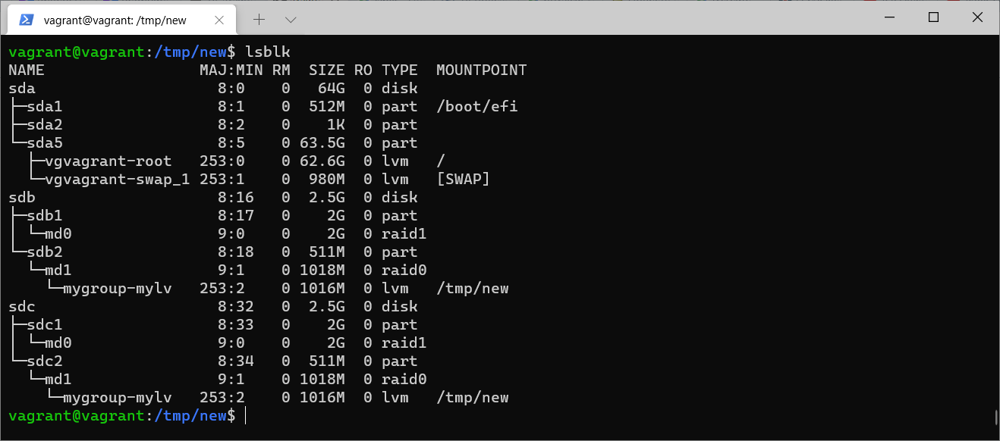 vagrant@vagrant: /tmp/new
vagrant@vagrant:/tmp/new$ lsblk
NAME                 MAJ:MIN RM  SIZE RO TYPE  MOUNTPOINT
sda                    8:0    0   64G  0 disk
├─sda1                 8:1    0  512M  0 part  /boot/efi
├─sda2                 8:2    0    1K  0 part
└─sda5                 8:5    0 63.5G  0 part
  ├─vgvagrant-root   253:0    0 62.6G  0 lvm   /
  └─vgvagrant-swap_1 253:1    0  980M  0 lvm   [SWAP]
sdb                    8:16   0  2.5G  0 disk
├─sdb1                 8:17   0    2G  0 part
│ └─md0                9:0    0    2G  0 raid1
└─sdb2                 8:18   0  511M  0 part
  └─md1                9:1    0 1018M  0 raid0
    └─mygroup-mylv   253:2    0 1016M  0 lvm   /tmp/new
sdc                    8:32   0  2.5G  0 disk
├─sdc1                 8:33   0    2G  0 part
│ └─md0                9:0    0    2G  0 raid1
└─sdc2                 8:34   0  511M  0 part
  └─md1                9:1    0 1018M  0 raid0
    └─mygroup-mylv   253:2    0 1016M  0 lvm   /tmp/new
vagrant@vagrant:/tmp/new$